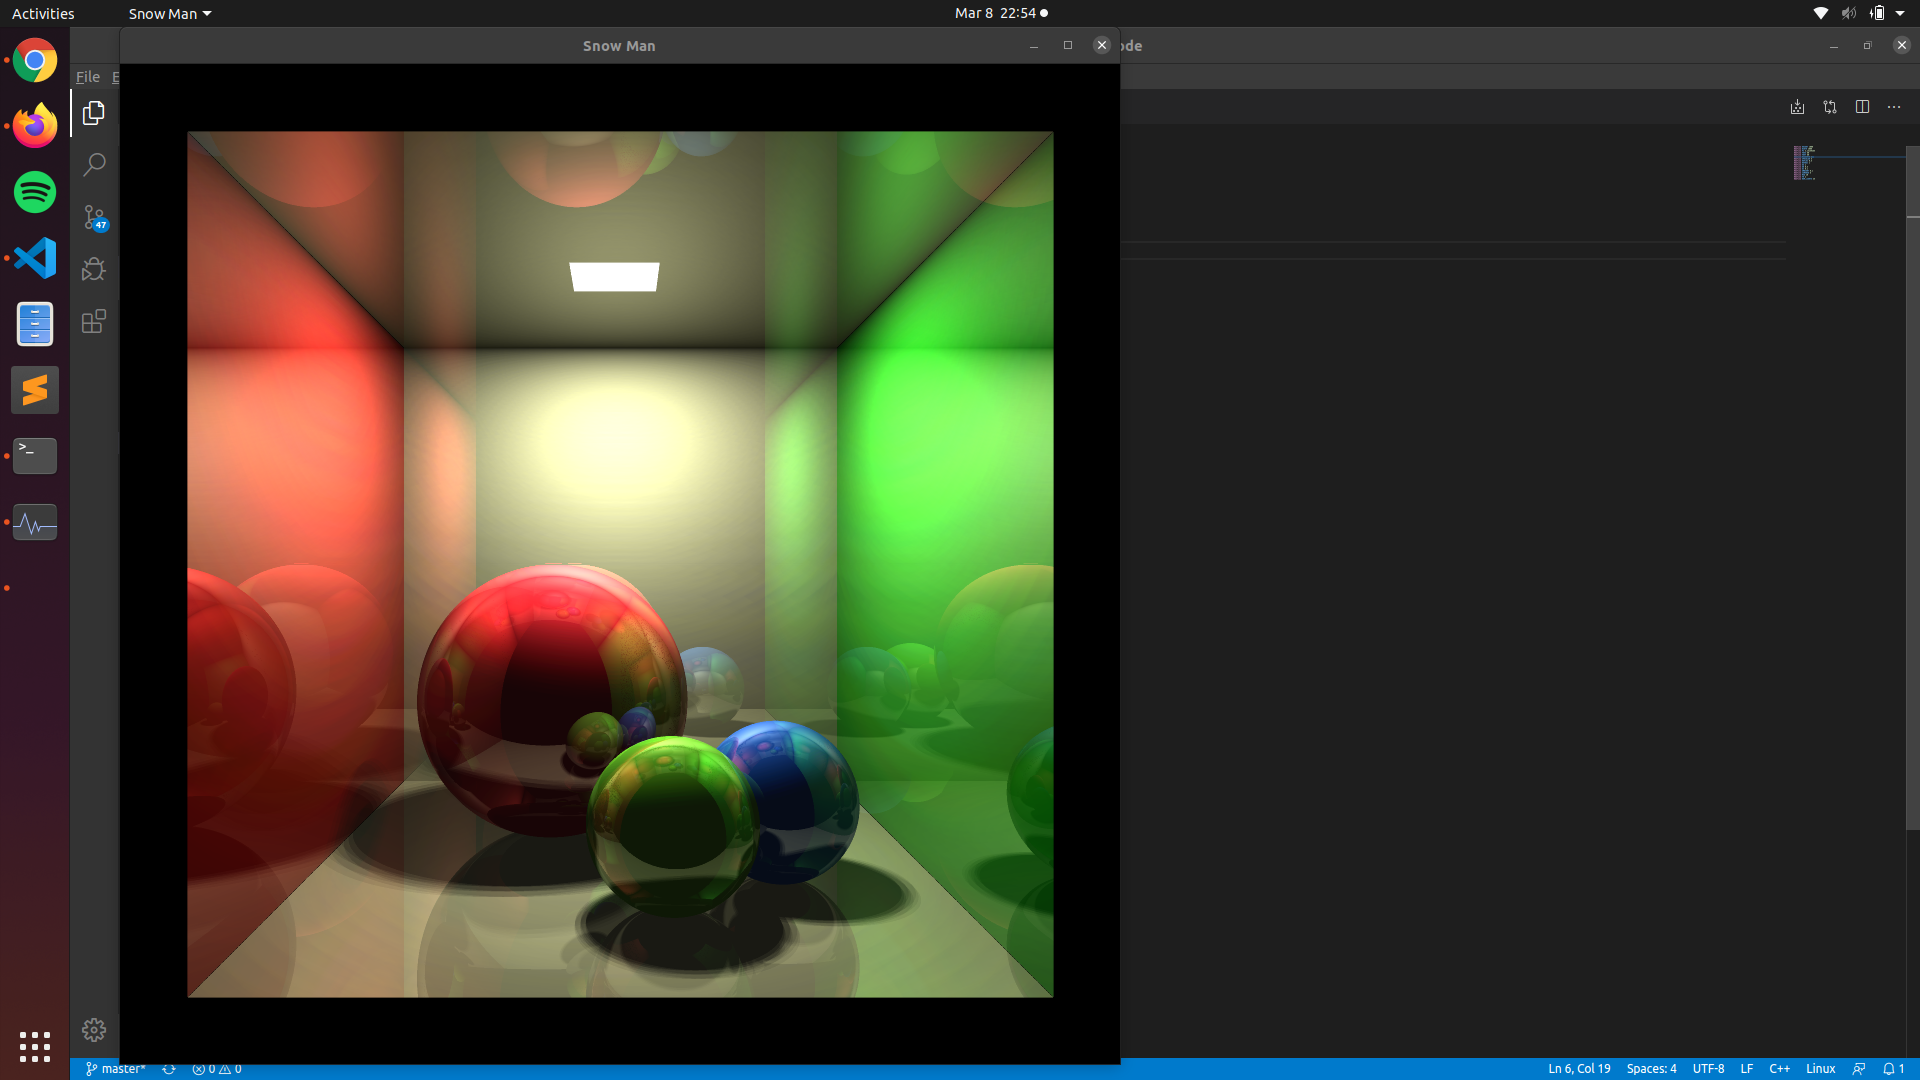 Activities
Snow Man
Mar 8 22:54
Snow Man
ode
File E
47
>_
master*
0 0
Ln 6, Col 19
Spaces: 4
UTF-8
LF
C++
Linux
1